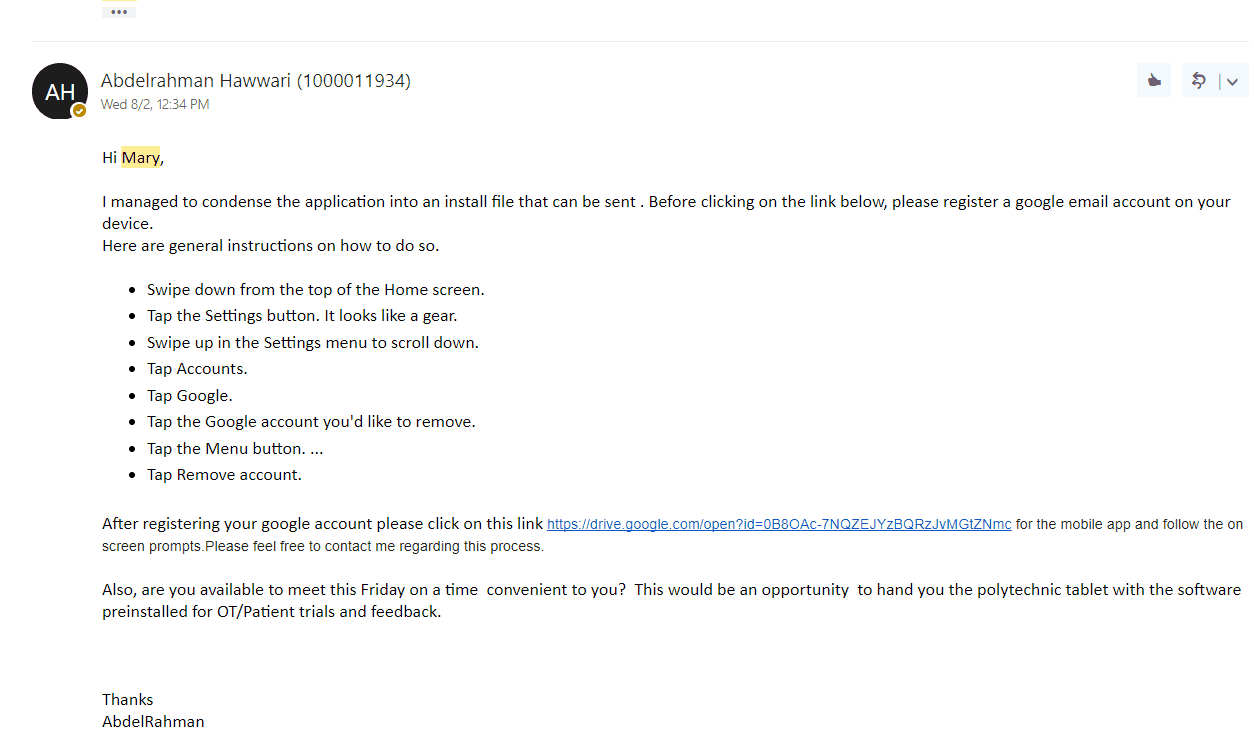 •••
AH
Abdelrahman Hawwari (1000011934)
Wed 8/2, 12:34 PM
Hi Mary,
I managed to condense the application into an install file that can be sent . Before clicking on the link below, please register a google email account on your
device.
Here are general instructions on how to do so.
• Swipe down from the top of the Home screen.
• Tap the Settings button. It looks like a gear.
• Swipe up in the Settings menu to scroll down.
• Tap Accounts.
• Tap Google.
• Tap the Google account you'd like to remove.
• Tap the Menu button. ...
• Tap Remove account.
After registering your google account please click on this link https://drive.google.com/open?id=0B8OAc-7NQZEJYzBQRzJvMGtZNmc for the mobile app and follow the on
screen prompts.Please feel free to contact me regarding this process.
Also, are you available to meet this Friday on a time  convenient to you?  This would be an opportunity  to hand you the polytechnic tablet with the software
preinstalled for OT/Patient trials and feedback.
Thanks
AbdelRahman